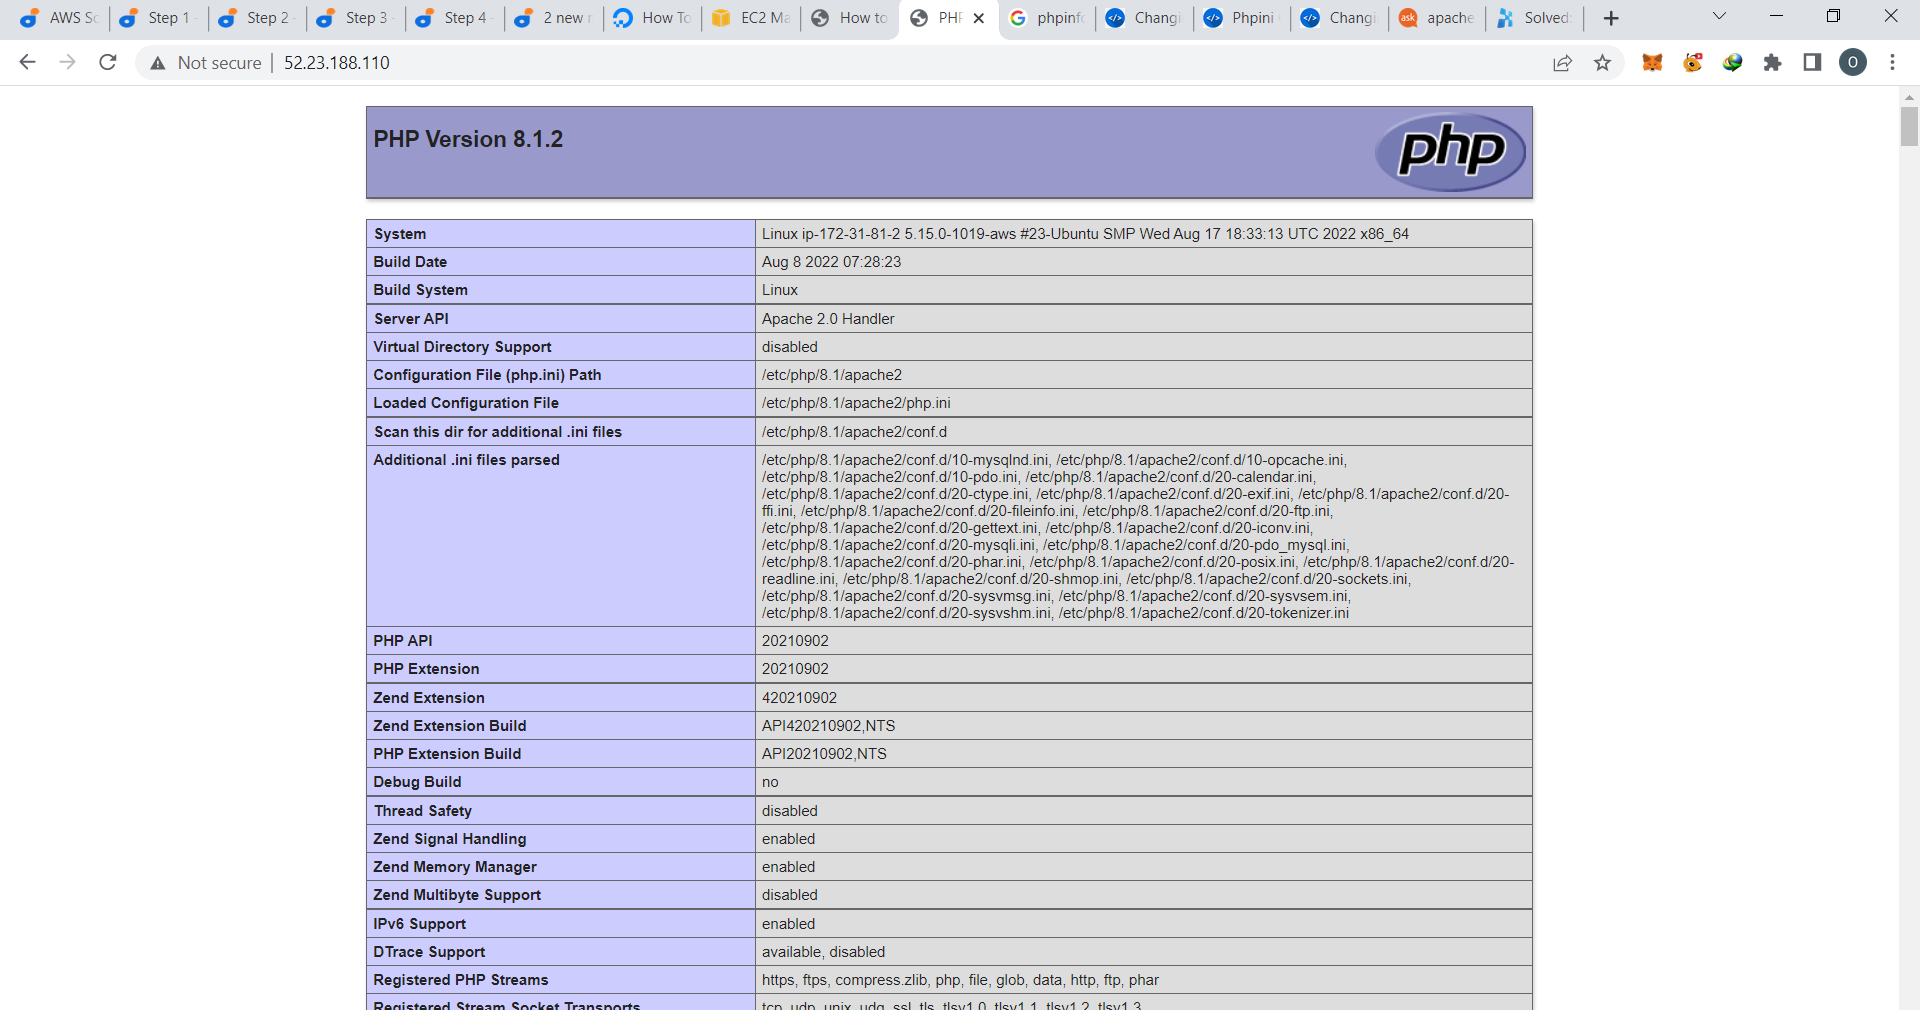 AWS Sc
Step 1
Step 2
Step 3
Step 4
2 new r
How To
EC2 Ma
How to
PHP
phpinfo
Changi
Phpini
Changi
ask
apache
Solved:
Not secure
52.23.188.110
O
PHP Version 8.1.2
php
System Linux ip-172-31-81-2 5.15.0-1019-aws #23-Ubuntu SMP Wed Aug 17 18:33:13 UTC 2022 x86_64
Build Date Aug 8 2022 07:28:23
Build System Linux
Server API Apache 2.0 Handler
Virtual Directory Support disabled
Configuration File (php.ini) Path /etc/php/8.1/apache2
Loaded Configuration File /etc/php/8.1/apache2/php.ini
Scan this dir for additional .ini files /etc/php/8.1/apache2/conf.d
Additional .ini files parsed /etc/php/8.1/apache2/conf.d/10-mysqlnd.ini, /etc/php/8.1/apache2/conf.d/10-opcache.ini,
/etc/php/8.1/apache2/conf.d/10-pdo.ini, /etc/php/8.1/apache2/conf.d/20-calendar.ini,
/etc/php/8.1/apache2/conf.d/20-ctype.ini, /etc/php/8.1/apache2/conf.d/20-exif.ini, /etc/php/8.1/apache2/conf.d/20-
ffi.ini, /etc/php/8.1/apache2/conf.d/20-fileinfo.ini, /etc/php/8.1/apache2/conf.d/20-ftp.ini,
/etc/php/8.1/apache2/conf.d/20-gettext.ini, /etc/php/8.1/apache2/conf.d/20-iconv.ini,
/etc/php/8.1/apache2/conf.d/20-mysqli.ini, /etc/php/8.1/apache2/conf.d/20-pdo_mysql.ini,
/etc/php/8.1/apache2/conf.d/20-phar.ini, /etc/php/8.1/apache2/conf.d/20-posix.ini, /etc/php/8.1/apache2/conf.d/20-
readline.ini, /etc/php/8.1/apache2/conf.d/20-shmop.ini, /etc/php/8.1/apache2/conf.d/20-sockets.ini,
/etc/php/8.1/apache2/conf.d/20-sysvmsg.ini, /etc/php/8.1/apache2/conf.d/20-sysvsem.ini,
/etc/php/8.1/apache2/conf.d/20-sysvshm.ini, /etc/php/8.1/apache2/conf.d/20-tokenizer.ini
PHP API 20210902
PHP Extension 20210902
Zend Extension 420210902
Zend Extension Build API420210902,NTS
PHP Extension Build API20210902,NTS
Debug Build no
Thread Safety disabled
Zend Signal Handling enabled
Zend Memory Manager enabled
Zend Multibyte Support disabled
IPv6 Support enabled
DTrace Support available, disabled
Registered PHP Streams https, ftps, compress.zlib, php, file, glob, data, http, ftp, phar
Registered Stream Socket Transports tcp, udp, unix, udg, ssl, tls, tlsv1.0, tlsv1.1, tlsv1.2, tlsv1.3